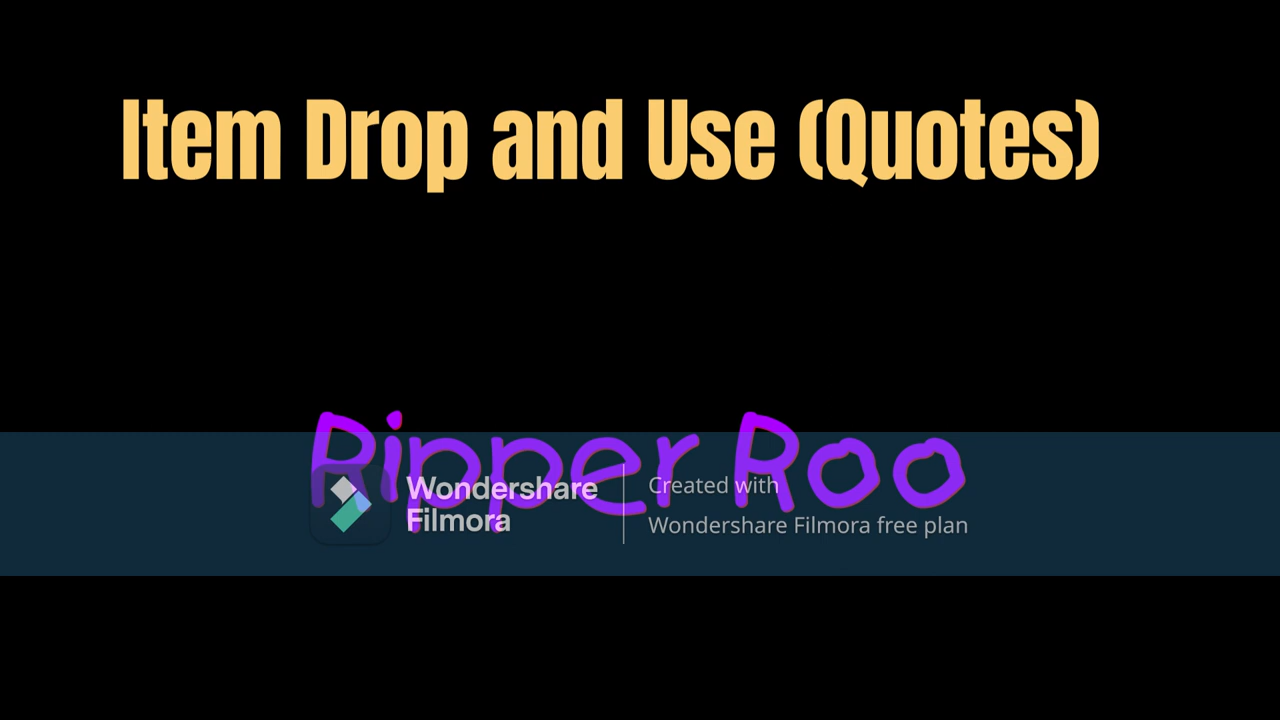 Item Drop and Use (Quotes)
Ripper Roo
Wondershare
Filmora
Created with
Wondershare Filmora free plan